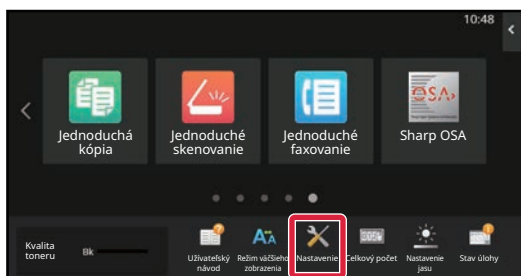 10:48
Jednoduchá
kópia
Jednoduché
skenovanie
Jednoduché
faxovanie
Sharp OSA
Kvalita
toneru
Bk
Užívateľský
návod
Režim väčšieho
zobrazenia
Nastavenie
Celkový počet
Nastavenie
jasu
Stav úlohy